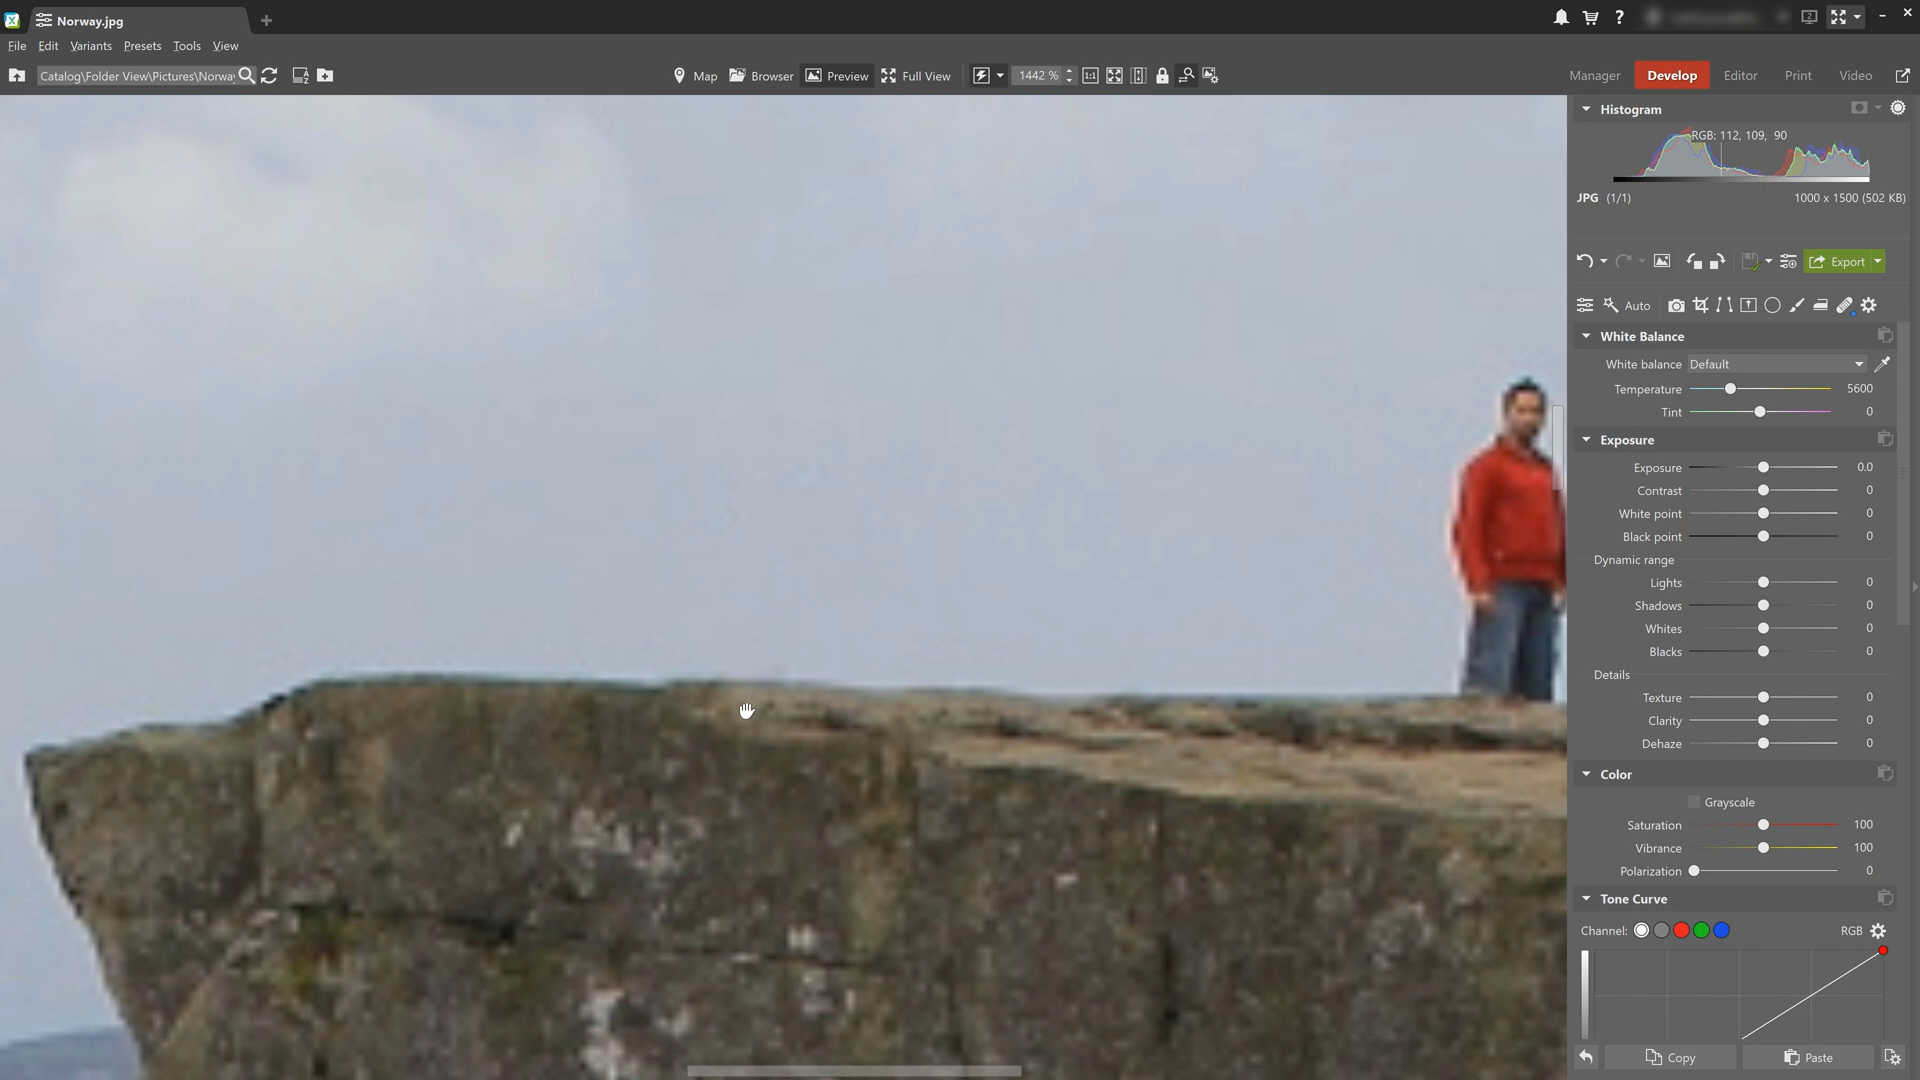 Norway.jpg
2
File Edit Variants Presets Tools View
Catalog\Folder View\Pictures\Norwa
Map Browser Preview Full View 1442 % 1:1
Manager Develop Editor Print Video
Histogram
RGB: 112, 109, 90
JPG (1/1) 1000 x 1500 (502 KB)
Export
Auto
White Balance
White balance Default
Temperature 5600
Tint 0
Exposure
Exposure 0.0
Contrast 0
White point 0
Black point 0
Dynamic range
Lights 0
Shadows 0
Whites 0
Blacks 0
Details
Texture 0
Clarity 0
Dehaze 0
Color
Grayscale
Saturation 100
Vibrance 100
Polarization 0
Tone Curve
Channel: RGB
Copy Paste